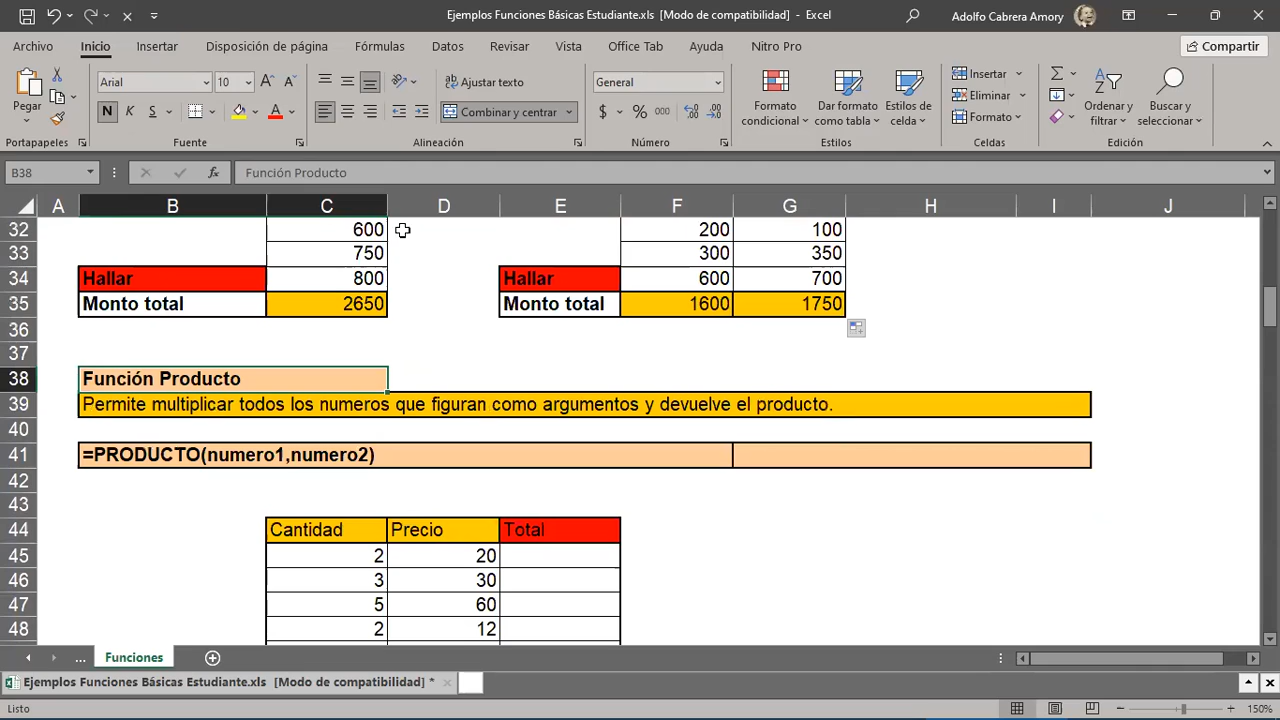 Ejemplos Funciones Básicas Estudiante.xls [Modo de compatibilidad] - Excel
Adolfo Cabrera Amory
Archivo Inicio Insertar Disposición de página Fórmulas Datos Revisar Vista Office Tab Ayuda Nitro Pro
Compartir
Pegar
Arial 10
N K S
Ajustar texto
Combinar y centrar
General
$ % 000
Formato condicional
Dar formato como tabla
Estilos de celda
Insertar
Eliminar
Formato
Ordenar y filtrar
Buscar y seleccionar
Portapapeles Fuente Alineación Número Estilos Celdas Edición
B38 fx Función Producto
A B C D E F G H I J
32 600 200 100
33 750 300 350
34 Hallar 800 Hallar 600 700
35 Monto total 2650 Monto total 1600 1750
36
37
38 Función Producto
39 Permite multiplicar todos los numeros que figuran como argumentos y devuelve el producto.
40
41 =PRODUCTO(numero1,numero2)
42
43
44 Cantidad Precio Total
45 2 20
46 3 30
47 5 60
48 2 12
... Funciones
Ejemplos Funciones Básicas Estudiante.xls [Modo de compatibilidad] *
Listo
150%